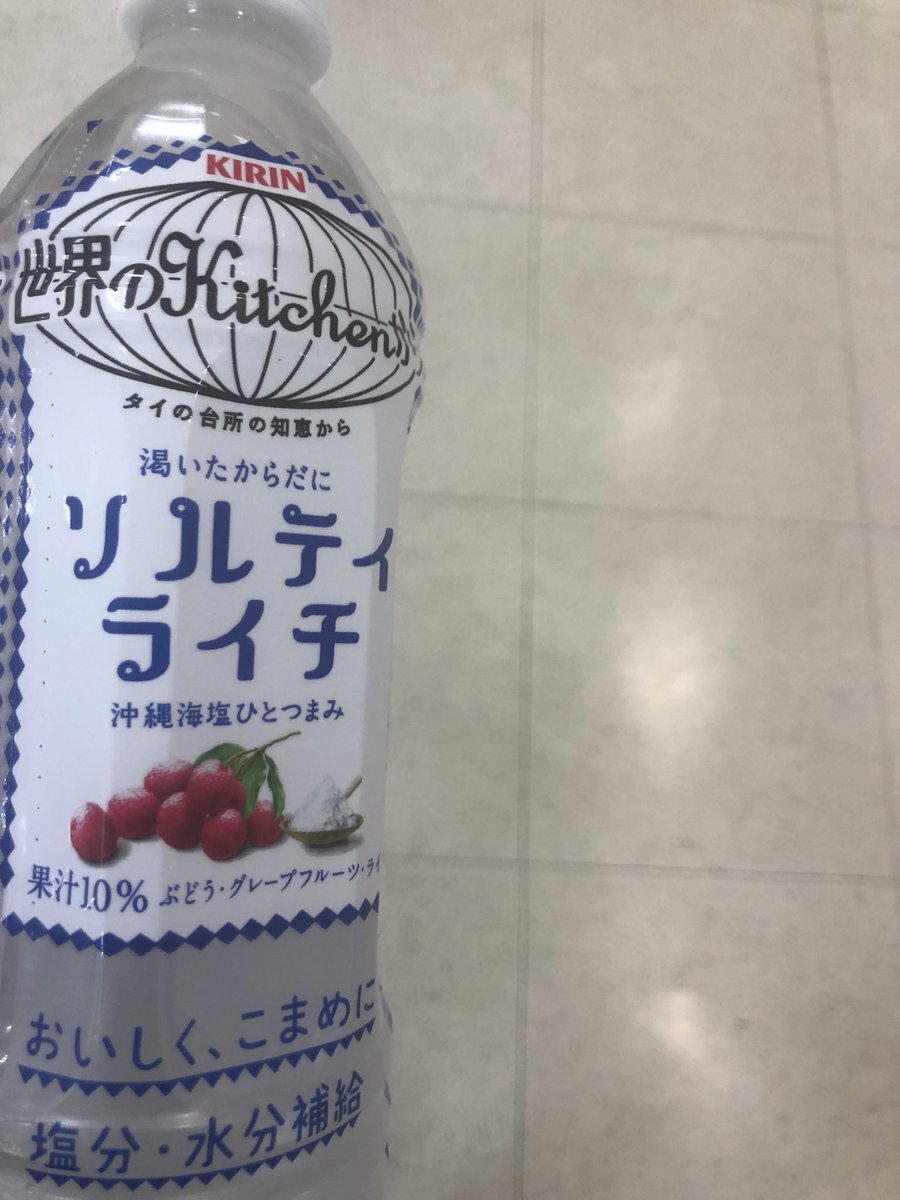 KIRIN
世界のKitchenから
タイの台所の知恵から
渇いたからだに
ソルティ
ライチ
沖縄海塩ひとつまみ
果汁10% ぶどう・グレープフルーツ・ライ
おいしく、こまめに
塩分・水分補給